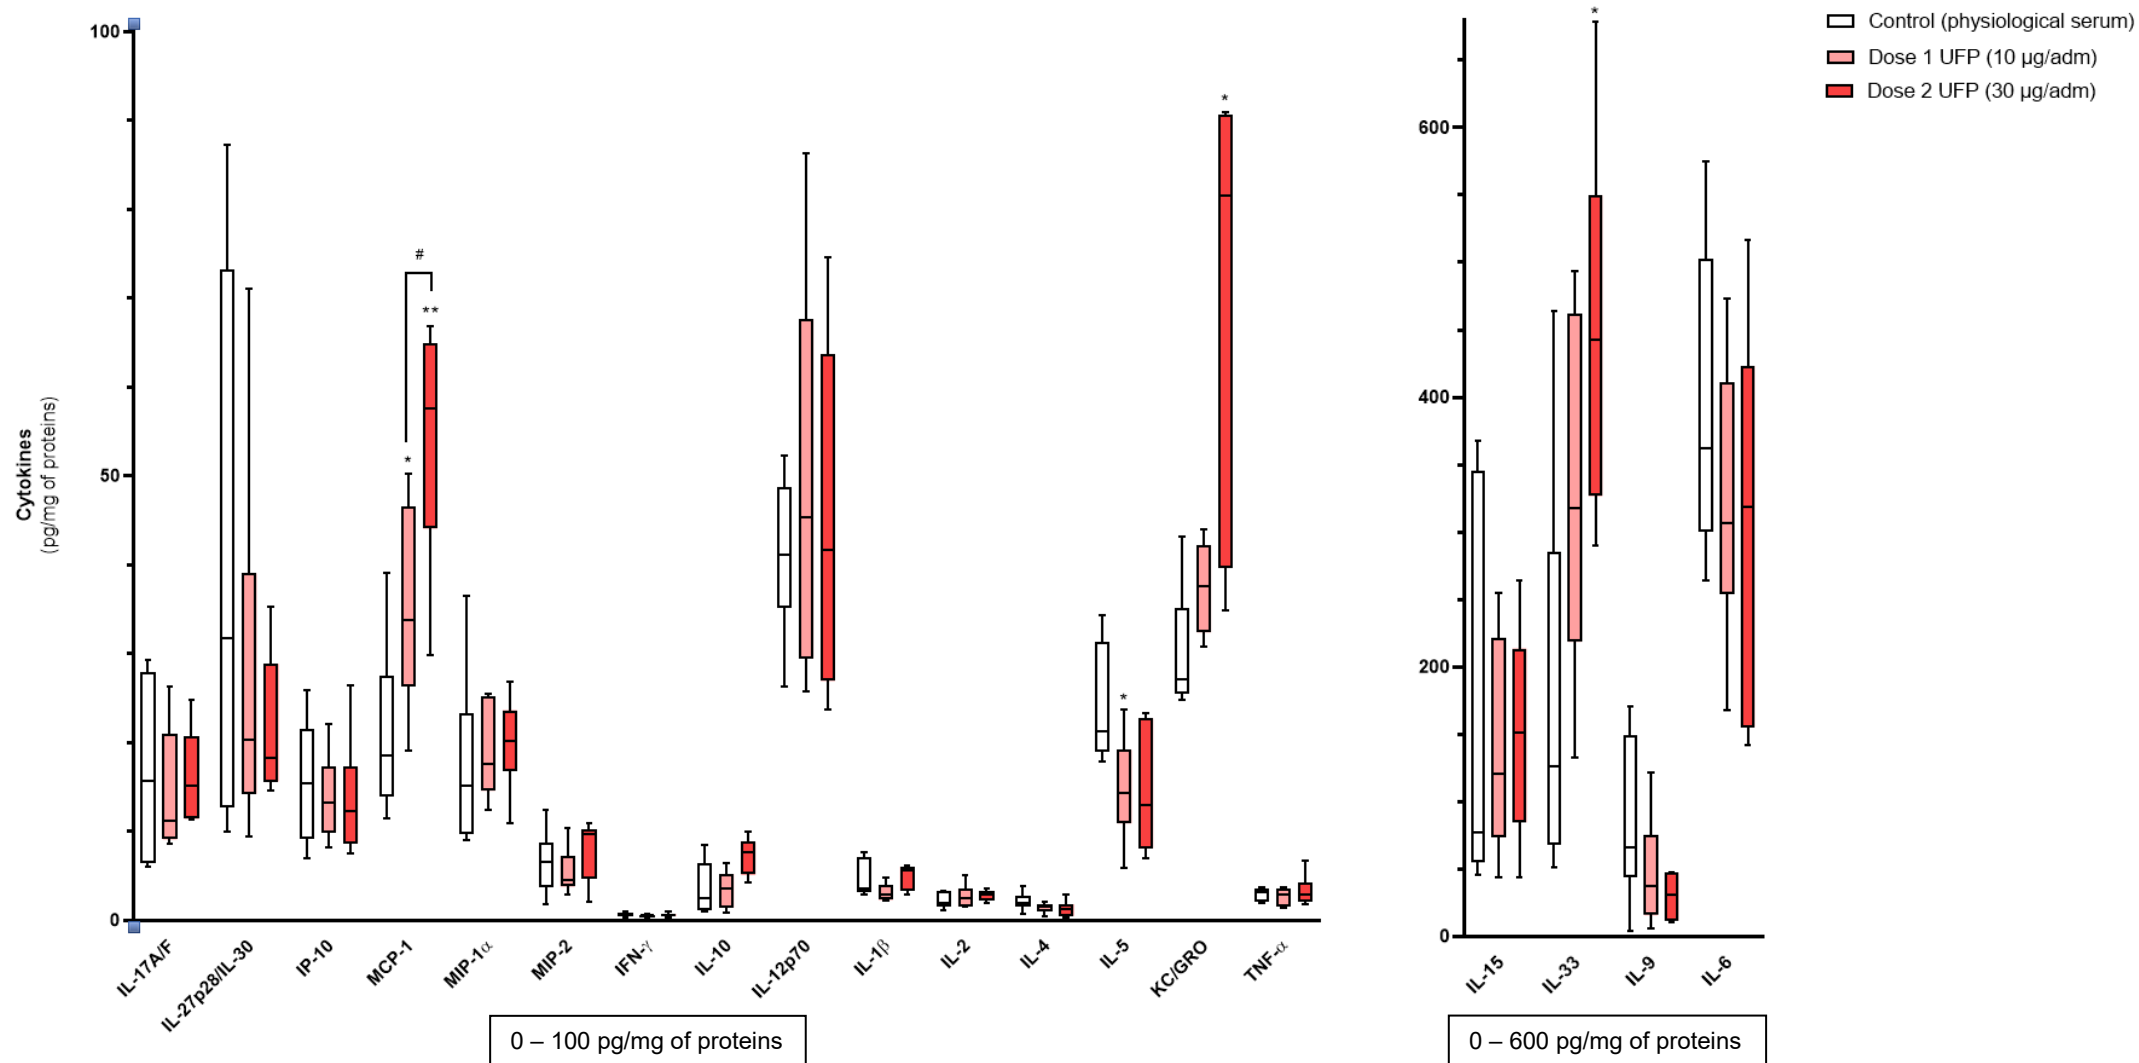 Control (physiological serum)
Dose 1 UFP (10 µg/adm)
Dose 2 UFP (30 µg/adm)
Cytokines
(pg/mg of proteins)
100
50
0
*
#
**
*
*
*
IL-17A/F
IL-27p28/IL-30
IP-10
MCP-1
MIP-1α
MIP-2
IFN-γ
IL-10
IL-12p70
IL-1β
IL-2
IL-4
IL-5
KC/GRO
TNF-α
0 – 100 pg/mg of proteins
*
600
400
200
0
IL-15
IL-33
IL-9
IL-6
0 – 600 pg/mg of proteins